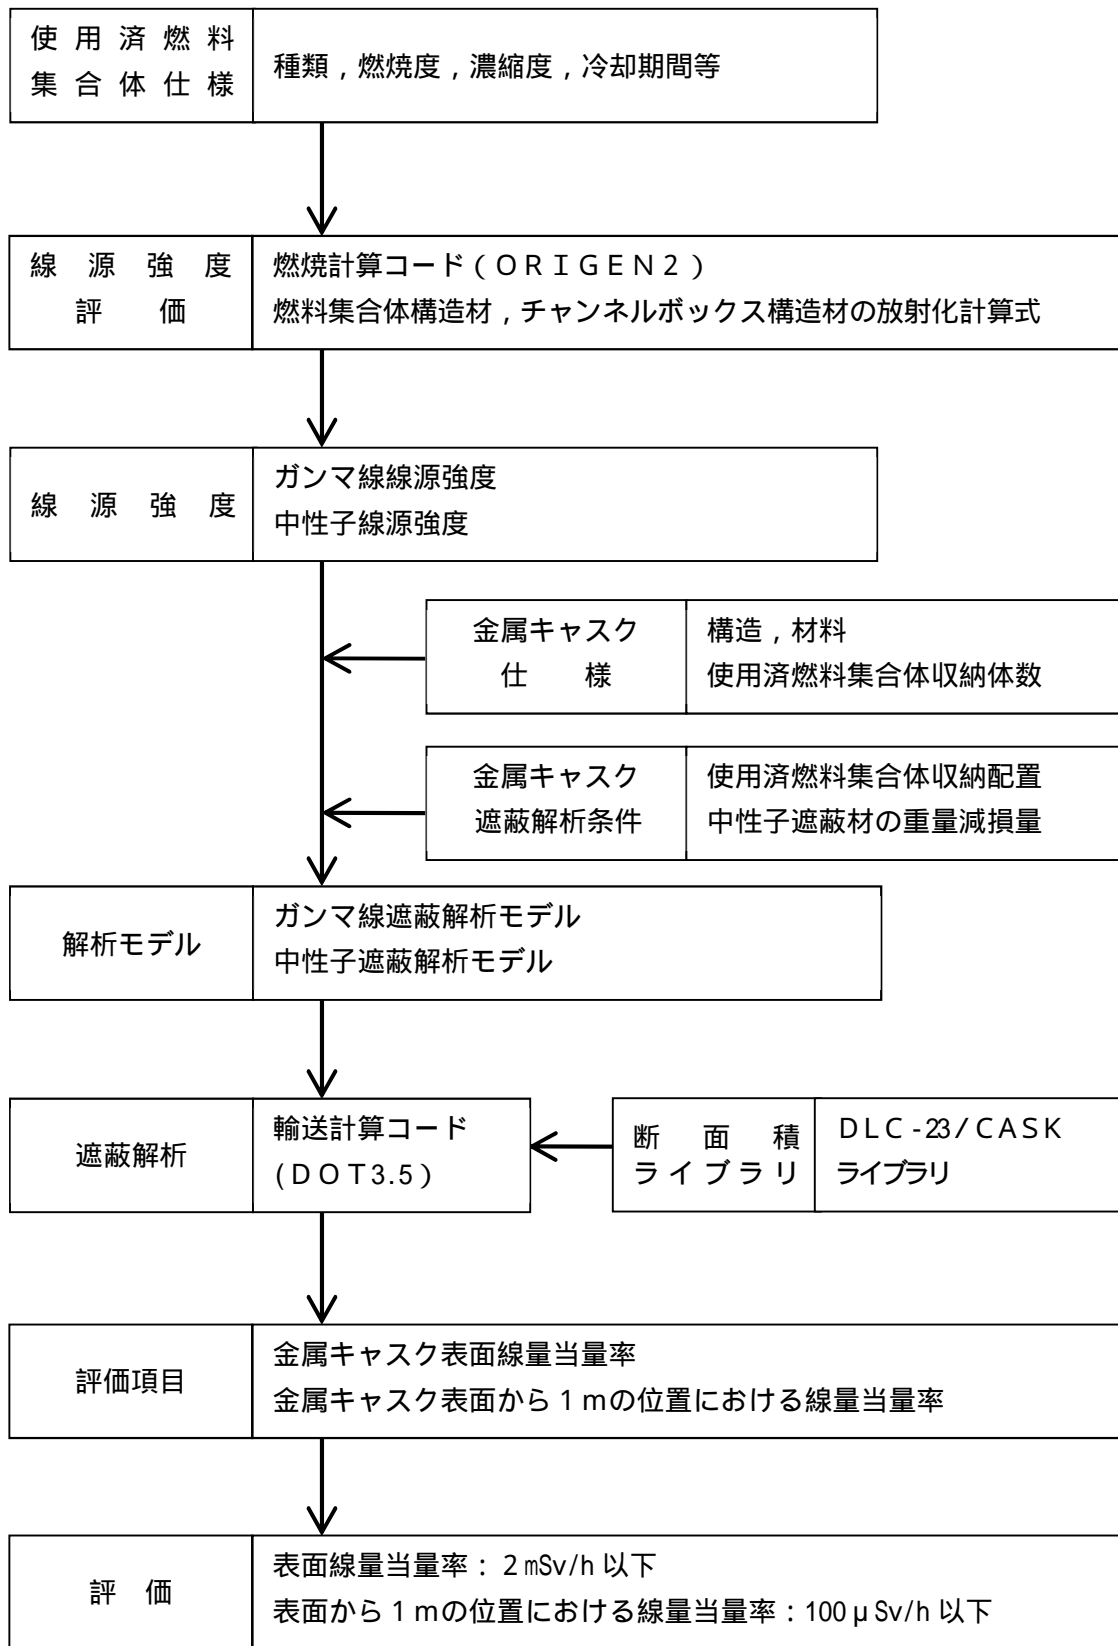 使用済燃料
集合体仕様
種類，燃焼度，濃縮度，冷却期間等
線源強度
評価
燃焼計算コード（ＯＲＩＧＥＮ２）
燃料集合体構造材，チャンネルボックス構造材の放射化計算式
線源強度
ガンマ線線源強度
中性子線源強度
金属キャスク
仕様
構造，材料
使用済燃料集合体収納体数
金属キャスク
遮蔽解析条件
使用済燃料集合体収納配置
中性子遮蔽材の重量減損量
解析モデル
ガンマ線遮蔽解析モデル
中性子遮蔽解析モデル
遮蔽解析
輸送計算コード
(ＤＯＴ3.5)
断面積
ライブラリ
ＤＬＣ-23/CASK
ライブラリ
評価項目
金属キャスク表面線量当量率
金属キャスク表面から１ｍの位置における線量当量率
評価
表面線量当量率：２mSv/h 以下
表面から１ｍの位置における線量当量率：100μSv/h 以下